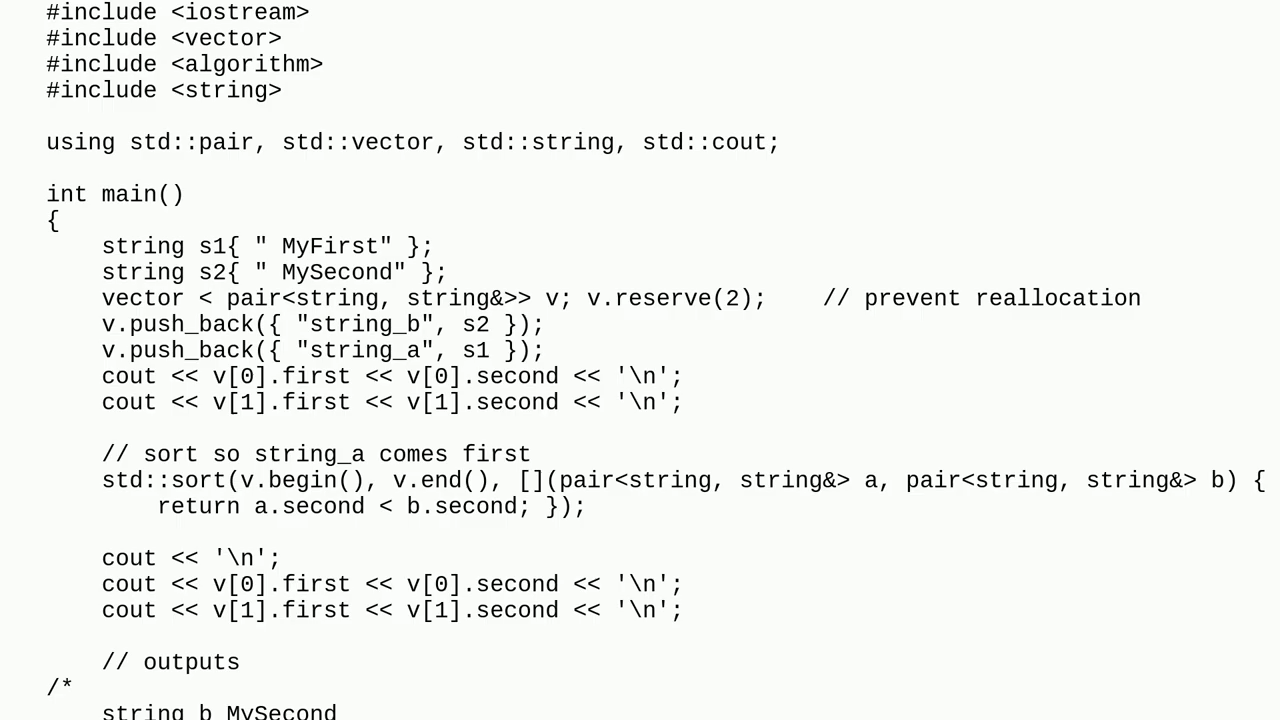 #include <iostream>
#include <vector>
#include <algorithm>
#include <string>

using std::pair, std::vector, std::string, std::cout;

int main()
{
    string s1{ " MyFirst" };
    string s2{ " MySecond" };
    vector < pair<string, string&>> v; v.reserve(2);    // prevent reallocation
    v.push_back({ "string_b", s2 });
    v.push_back({ "string_a", s1 });
    cout << v[0].first << v[0].second << '\n';
    cout << v[1].first << v[1].second << '\n';

    // sort so string_a comes first
    std::sort(v.begin(), v.end(), [](pair<string, string&> a, pair<string, string&> b) {
        return a.second < b.second; });

    cout << '\n';
    cout << v[0].first << v[0].second << '\n';
    cout << v[1].first << v[1].second << '\n';

    // outputs
/*
    string_b MySecond